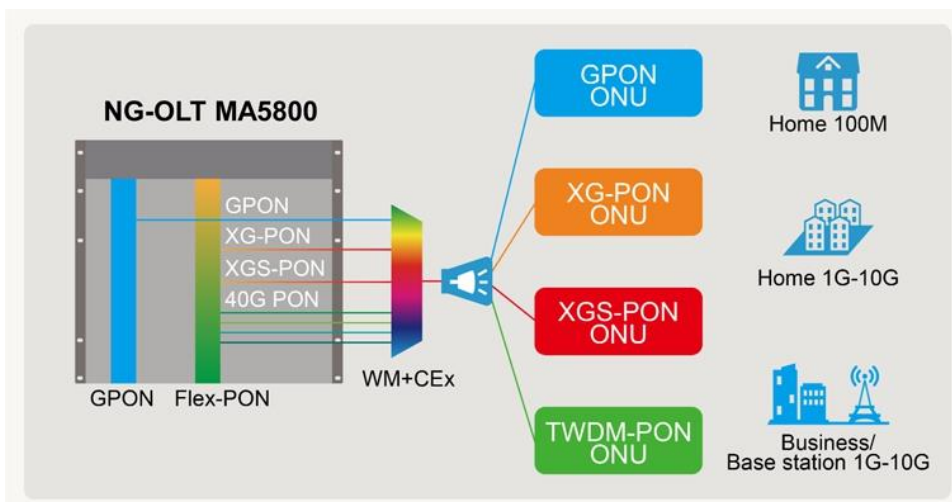 NG-OLT MA5800
GPON
XG-PON
XGS-PON
40G PON
GPON
Flex-PON
WM+CEx
GPON
ONU
XG-PON
ONU
XGS-PON
ONU
TWDM-PON
ONU
Home 100M
Home 1G-10G
Business/
Base station 1G-10G